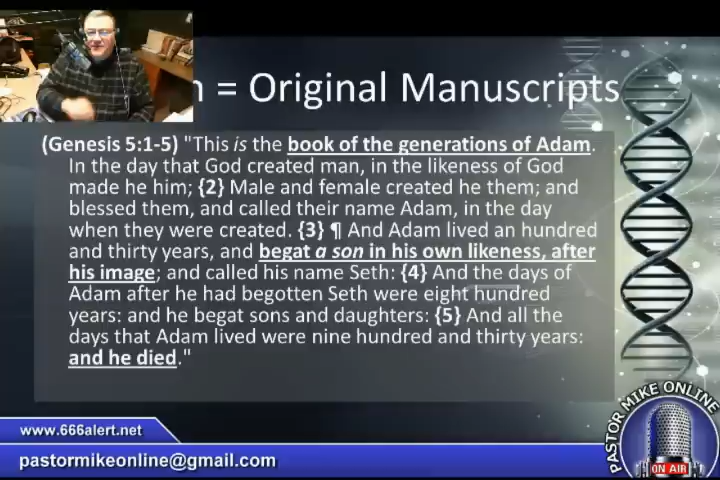 = Original Manuscripts
(Genesis 5:1-5) "This is the book of the generations of Adam.
In the day that God created man, in the likeness of God
made he him; {2} Male and female created he them; and
blessed them, and called their name Adam, in the day
when they were created. {3} ¶ And Adam lived an hundred
and thirty years, and begat a son in his own likeness, after
his image; and called his name Seth: {4} And the days of
Adam after he had begotten Seth were eight hundred
years: and he begat sons and daughters: {5} And all the
days that Adam lived were nine hundred and thirty years:
and he died."
www.666alert.net
pastormikeonline@gmail.com
PASTOR MIKE ONLINE
ON AIR